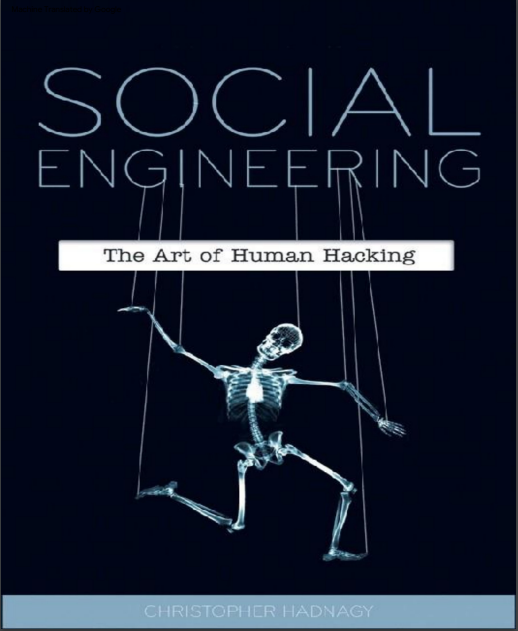 SOCIAL
ENGINEERING
The Art of Human Hacking
CHRISTOPHER HADNAGY